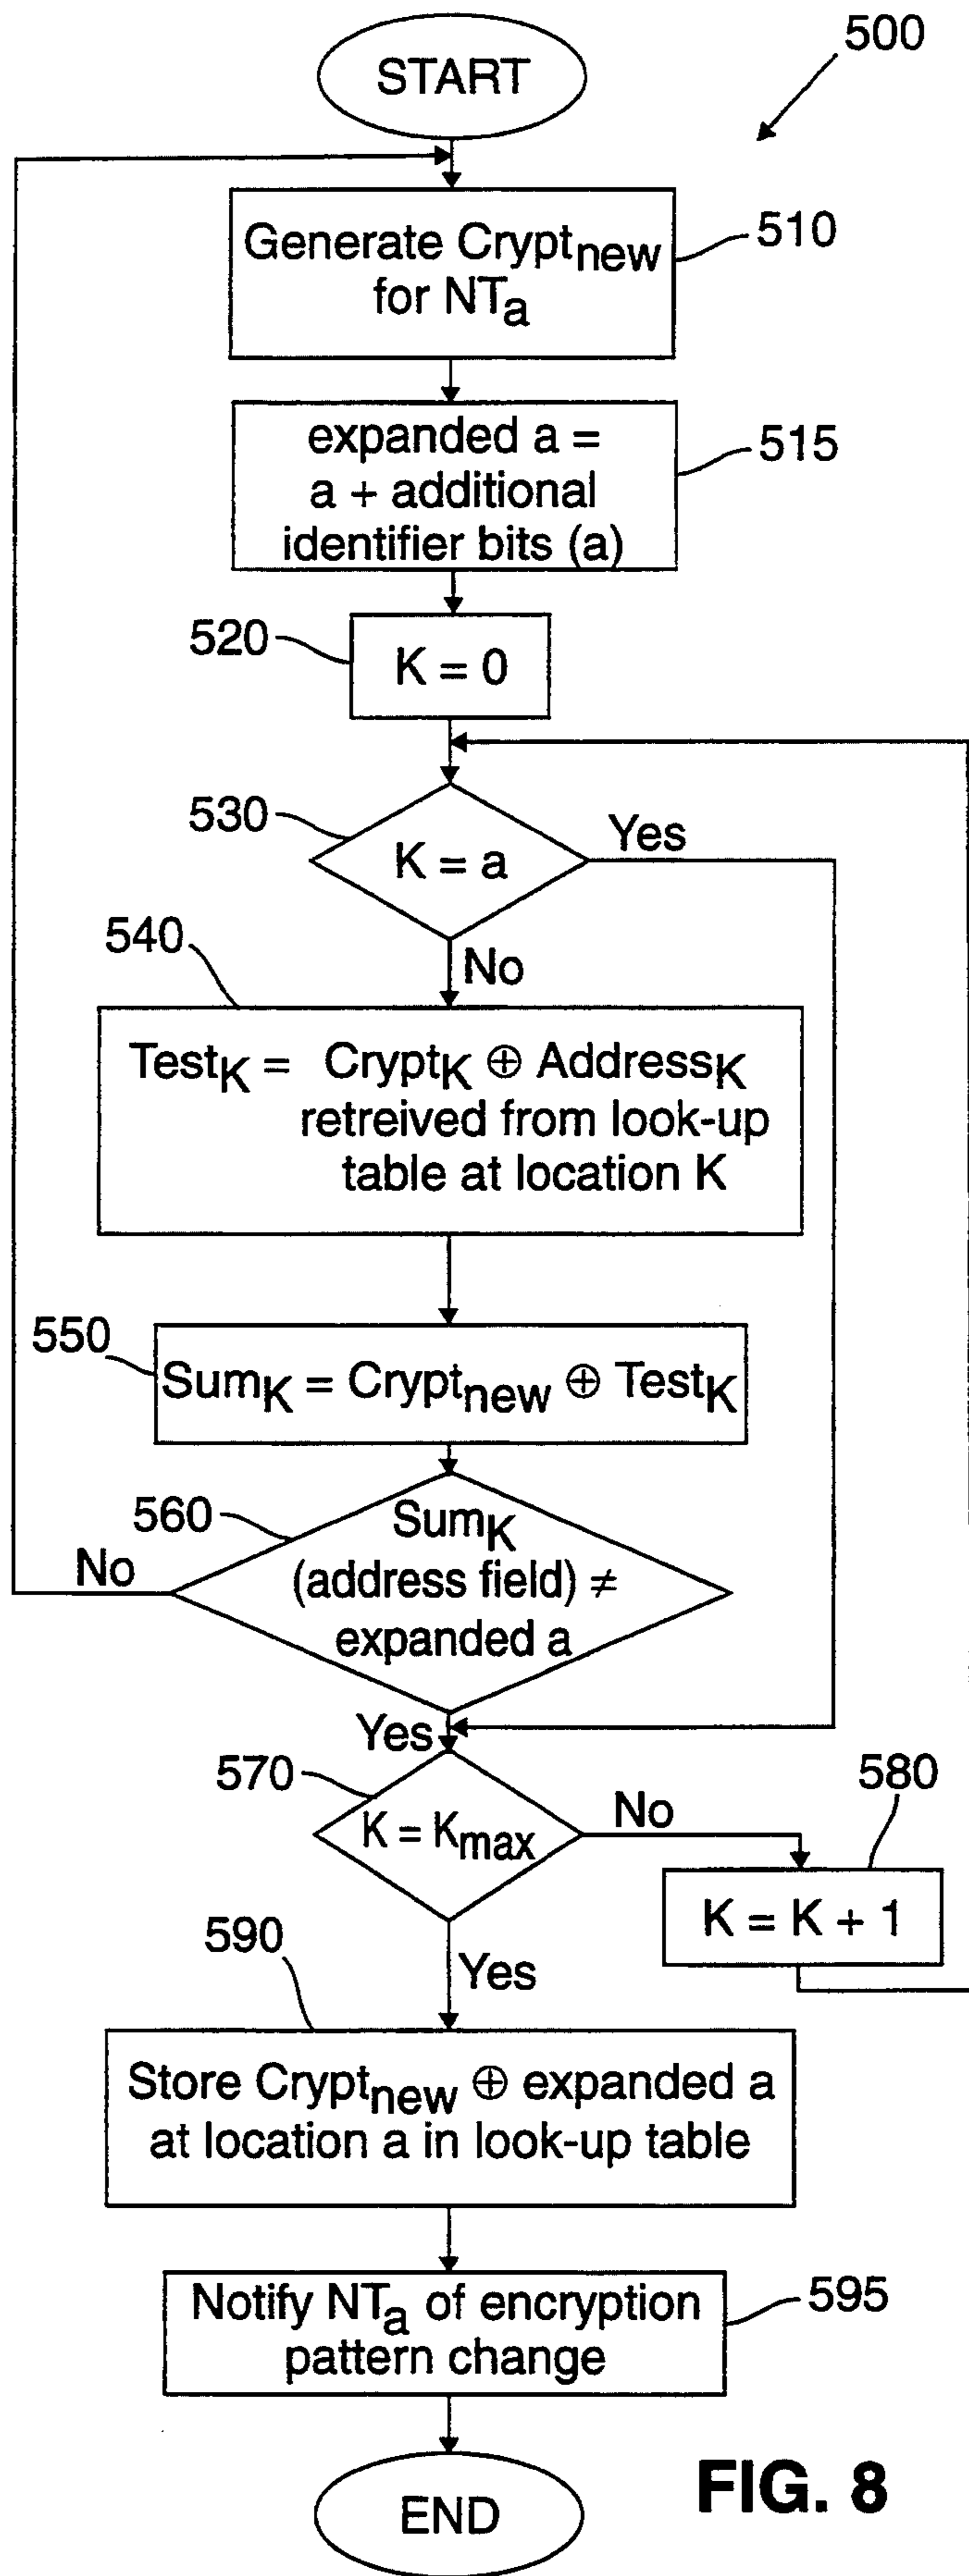 START
500
Generate Cryptnew
for NTa
510
expanded a =
a + additional
identifier bits (a)
515
520
K = 0
530
K = a
Yes
540
No
TestK = CryptK ⊕ AddressK
retreived from look-up
table at location K
550
SumK = Cryptnew ⊕ TestK
560
SumK
(address field) ≠
expanded a
No
Yes
570
K = Kmax
No
580
K = K + 1
590
Yes
Store Cryptnew ⊕ expanded a
at location a in look-up table
Notify NTa of encryption
pattern change
595
END
FIG. 8